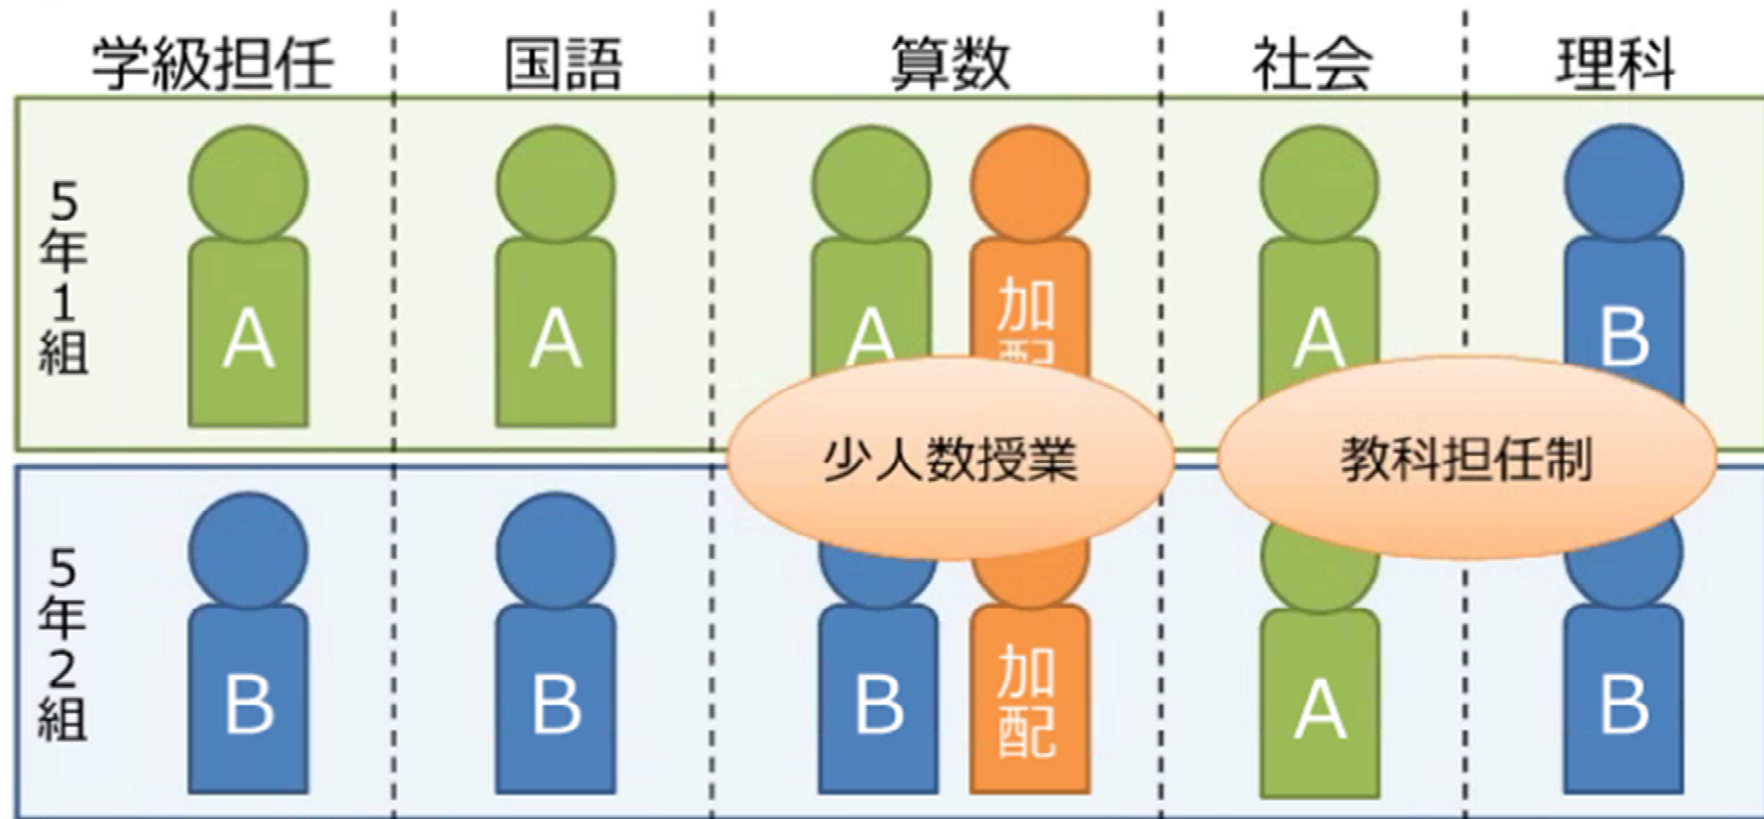 学級担任 国語 算数 社会 理科
5年1組
A A A 加配 A B
少人数授業 教科担任制
5年2組
B B B 加配 A B